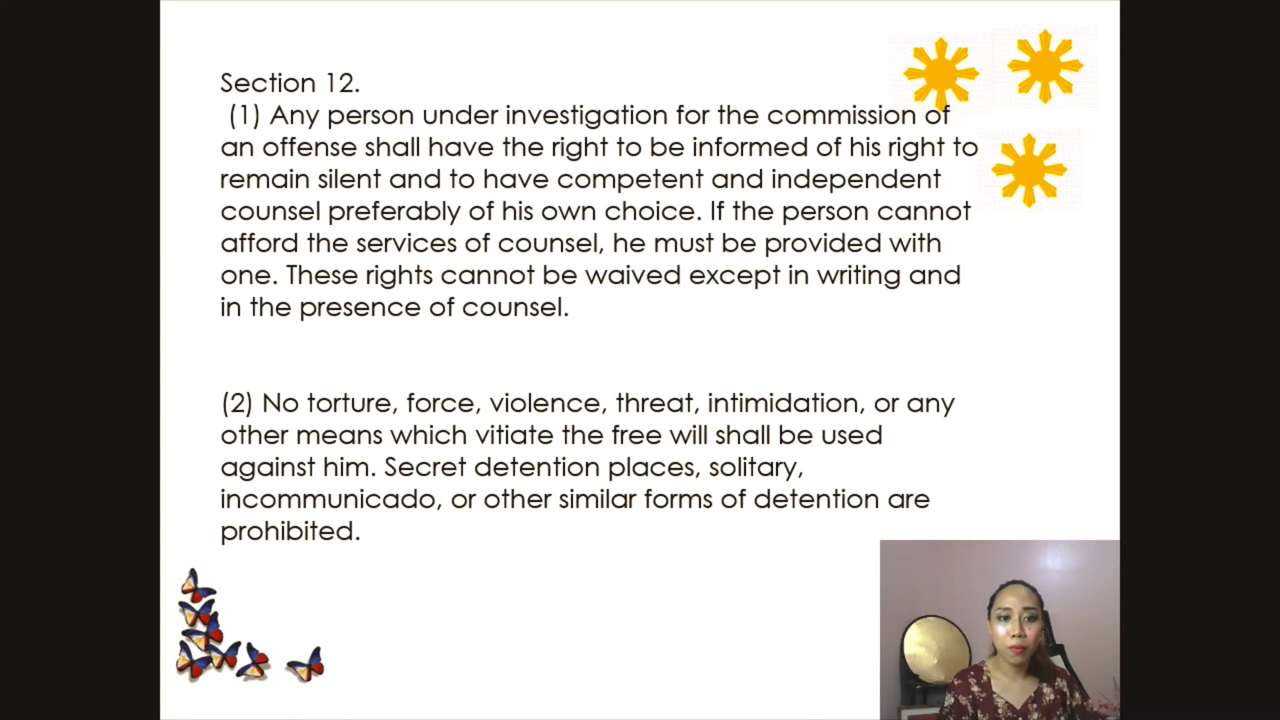 Section 12.
(1) Any person under investigation for the commission of
an offense shall have the right to be informed of his right to
remain silent and to have competent and independent
counsel preferably of his own choice. If the person cannot
afford the services of counsel, he must be provided with
one. These rights cannot be waived except in writing and
in the presence of counsel.
(2) No torture, force, violence, threat, intimidation, or any
other means which vitiate the free will shall be used
against him. Secret detention places, solitary,
incommunicado, or other similar forms of detention are
prohibited.